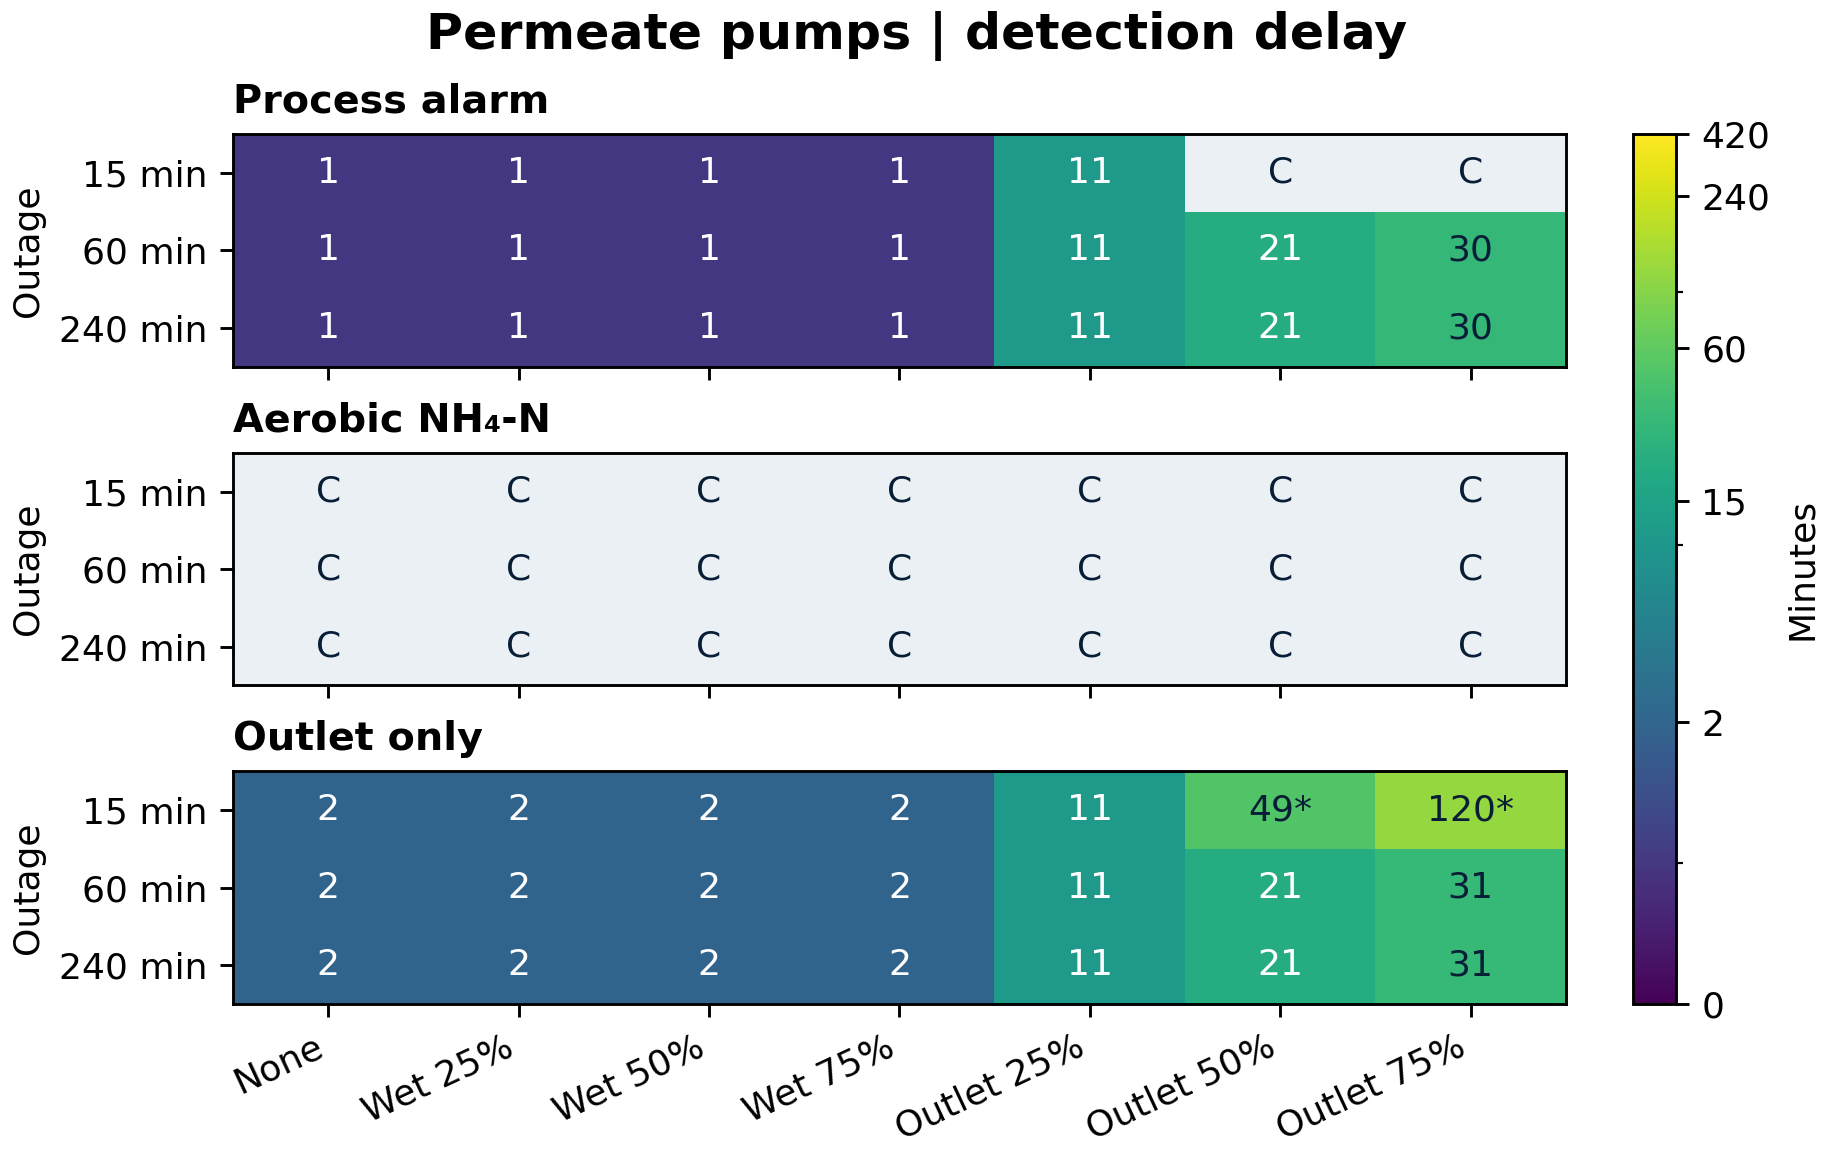 Permeate pumps | detection delay
Process alarm
Outage
15 min 1 1 1 1 11 C C
60 min 1 1 1 1 11 21 30
240 min 1 1 1 1 11 21 30
Aerobic NH₄-N
Outage
15 min C C C C C C C
60 min C C C C C C C
240 min C C C C C C C
Outlet only
Outage
15 min 2 2 2 2 11 49* 120*
60 min 2 2 2 2 11 21 31
240 min 2 2 2 2 11 21 31
None Wet 25% Wet 50% Wet 75% Outlet 25% Outlet 50% Outlet 75%
420
240
60
15
2
0
Minutes